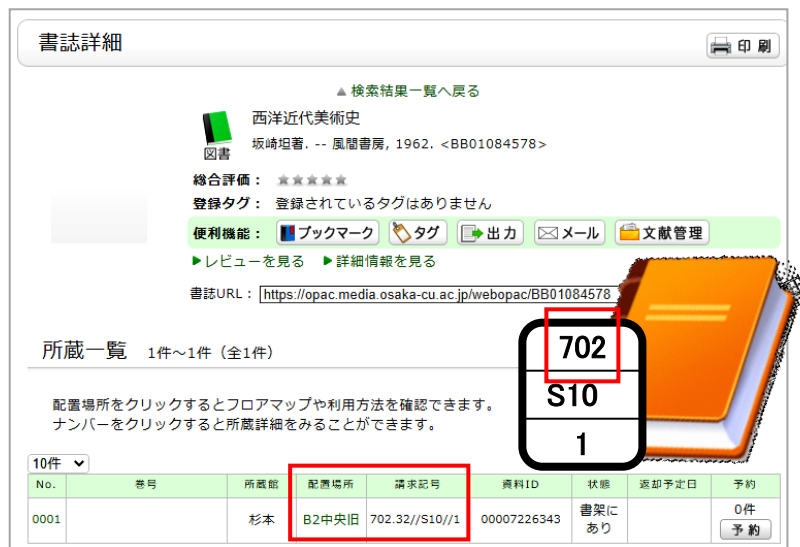 書誌詳細
印 刷
▲検索結果一覧へ戻る
図書
西洋近代美術史
坂崎坦著. -- 風間書房, 1962. <BB01084578>
総合評価： ★★★★★
登録タグ： 登録されているタグはありません
便利機能： ブックマーク タグ 出力 メール 文献管理
▶レビューを見る ▶詳細情報を見る
書誌URL： https://opac.media.osaka-cu.ac.jp/webopac/BB01084578
所蔵一覧 1件～1件（全1件）
702
S10
1
配置場所をクリックするとフロアマップや利用方法を確認できます。
ナンバーをクリックすると所蔵詳細をみることができます。
10件
No. 巻号 所蔵館 配置場所 請求記号 資料ID 状態 返却予定日 予約
0001 杉本 B2中央旧 702.32//S10//1 00007226343 書架にあり 0件
予 約